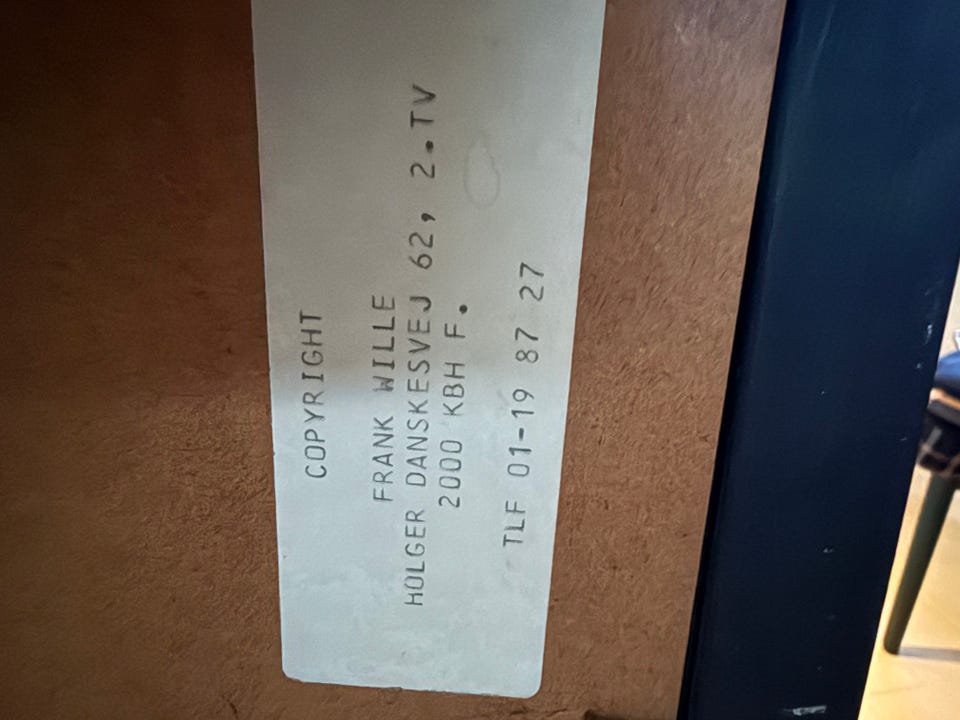 COPYRIGHT
FRANK WILLE
HOLGER DANSKESVEJ 62, 2.TV
2000 KBH F.
TLF 01-19 87 27